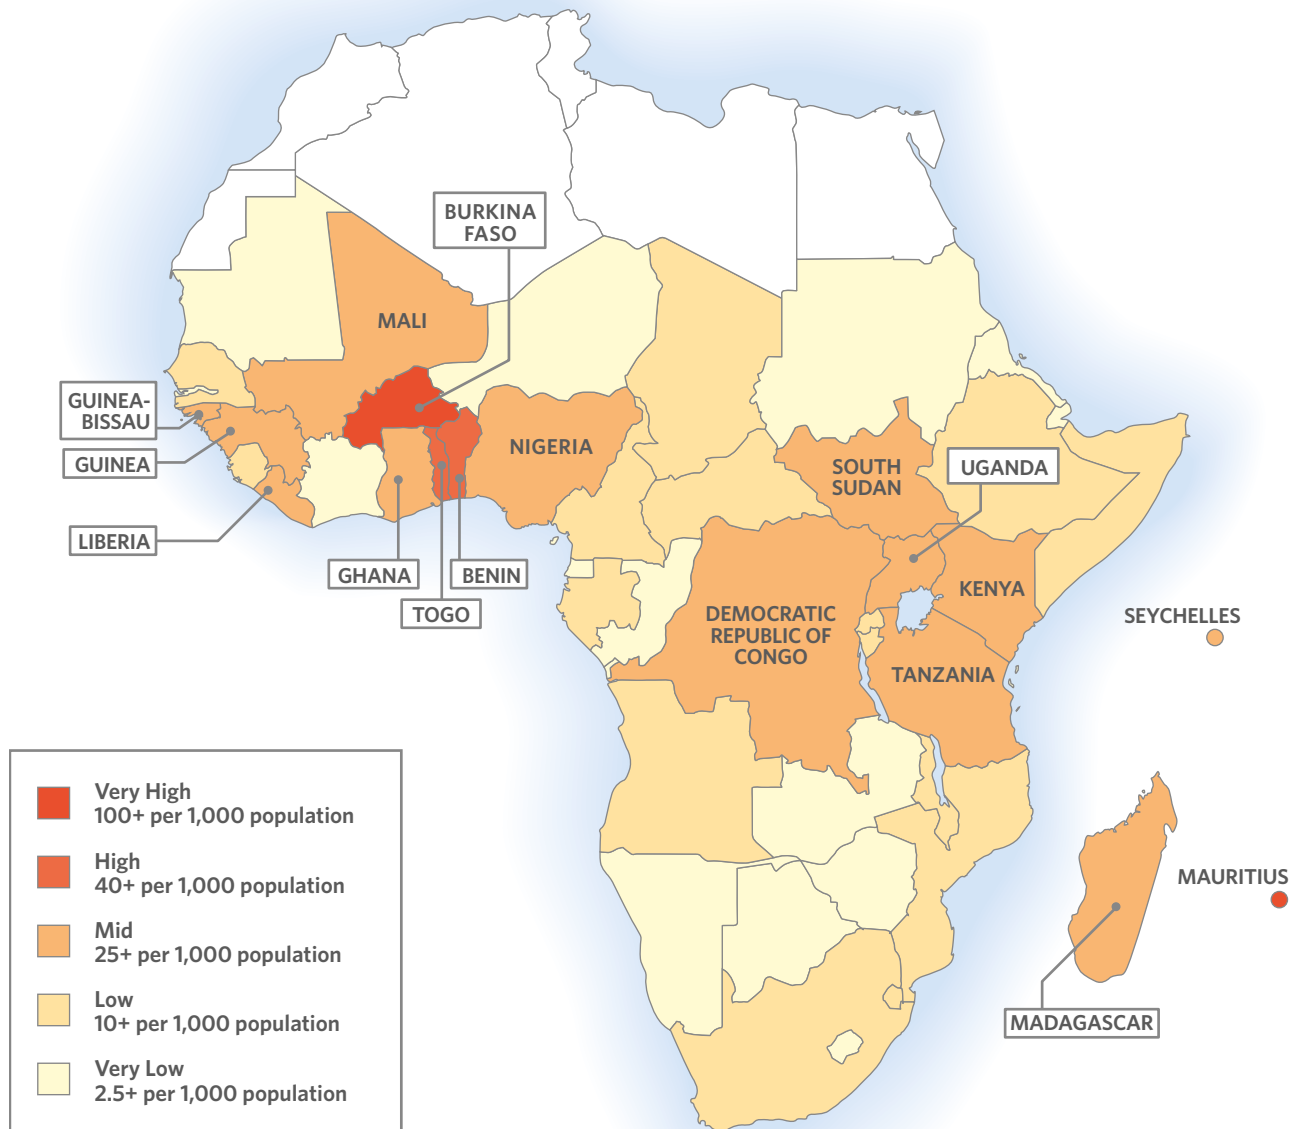 BURKINA
FASO
MALI
GUINEA-
BISSAU
GUINEA
LIBERIA
NIGERIA
SOUTH
SUDAN
UGANDA
GHANA
BENIN
TOGO
KENYA
DEMOCRATIC
REPUBLIC OF
CONGO
SEYCHELLES
TANZANIA
MAURITIUS
MADAGASCAR
Very High
100+ per 1,000 population
High
40+ per 1,000 population
Mid
25+ per 1,000 population
Low
10+ per 1,000 population
Very Low
2.5+ per 1,000 population